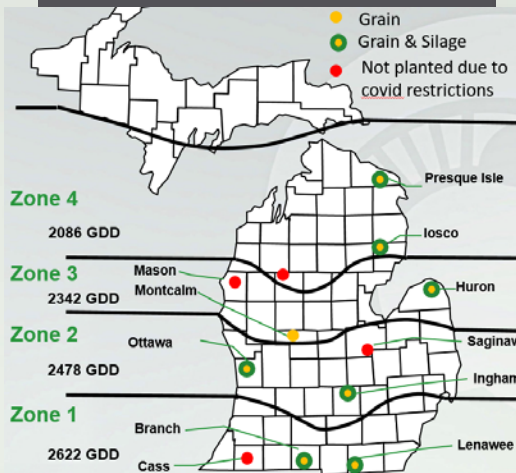 Grain
Grain & Silage
Not planted due to
covid restrictions
Presque Isle
Zone 4
2086 GDD
Iosco
Zone 3
Mason
2342 GDD
Montcalm
Huron
Zone 2
Ottawa
Saginaw
2478 GDD
Ingham
Zone 1
Branch
2622 GDD
Lenawee
Cass